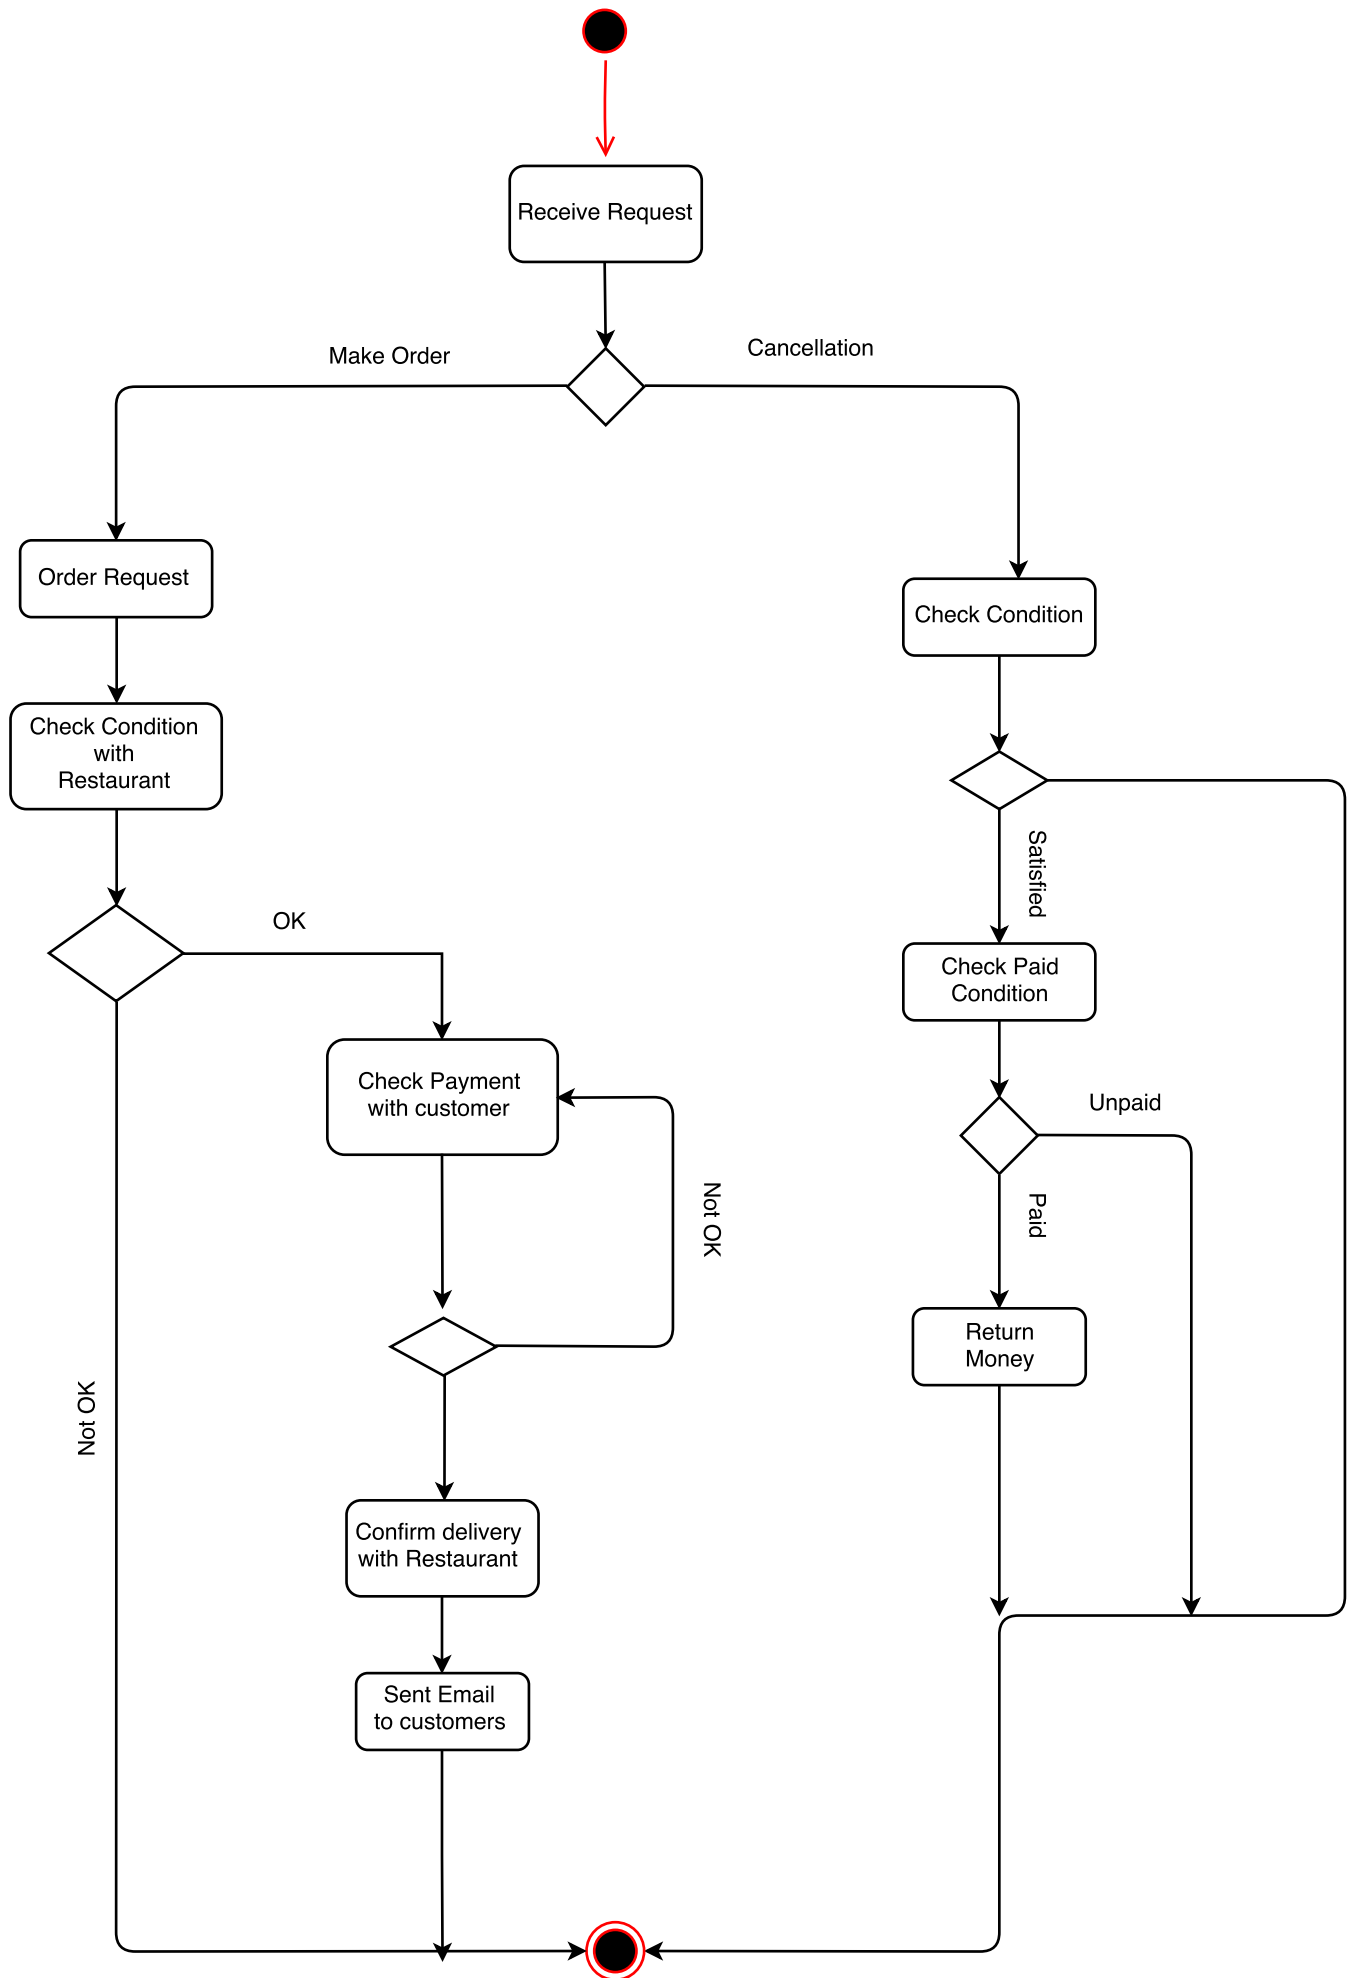 Receive Request
Make Order
Cancellation
Order Request
Check Condition
Check Condition
with
Restaurant
Satisfied
OK
Check Paid
Condition
Check Payment
with customer
Unpaid
Not OK
Paid
Return
Money
Not OK
Confirm delivery
with Restaurant
Sent Email
to customers